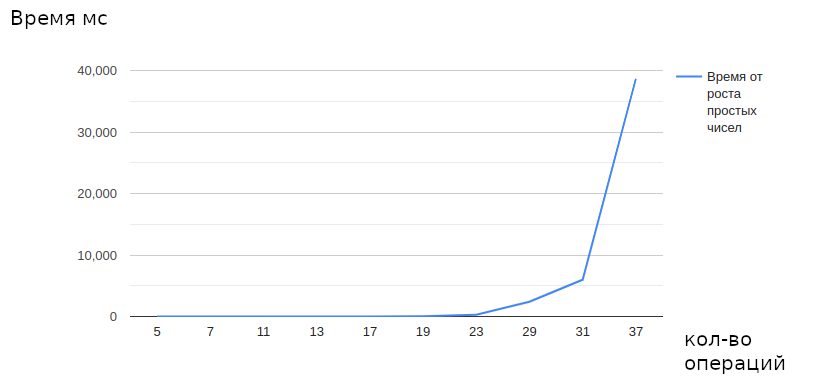 Время мс
40,000
30,000
20,000
10,000
0
5 7 11 13 17 19 23 29 31 37
Время от
роста
простых
чисел
кол-во
операций